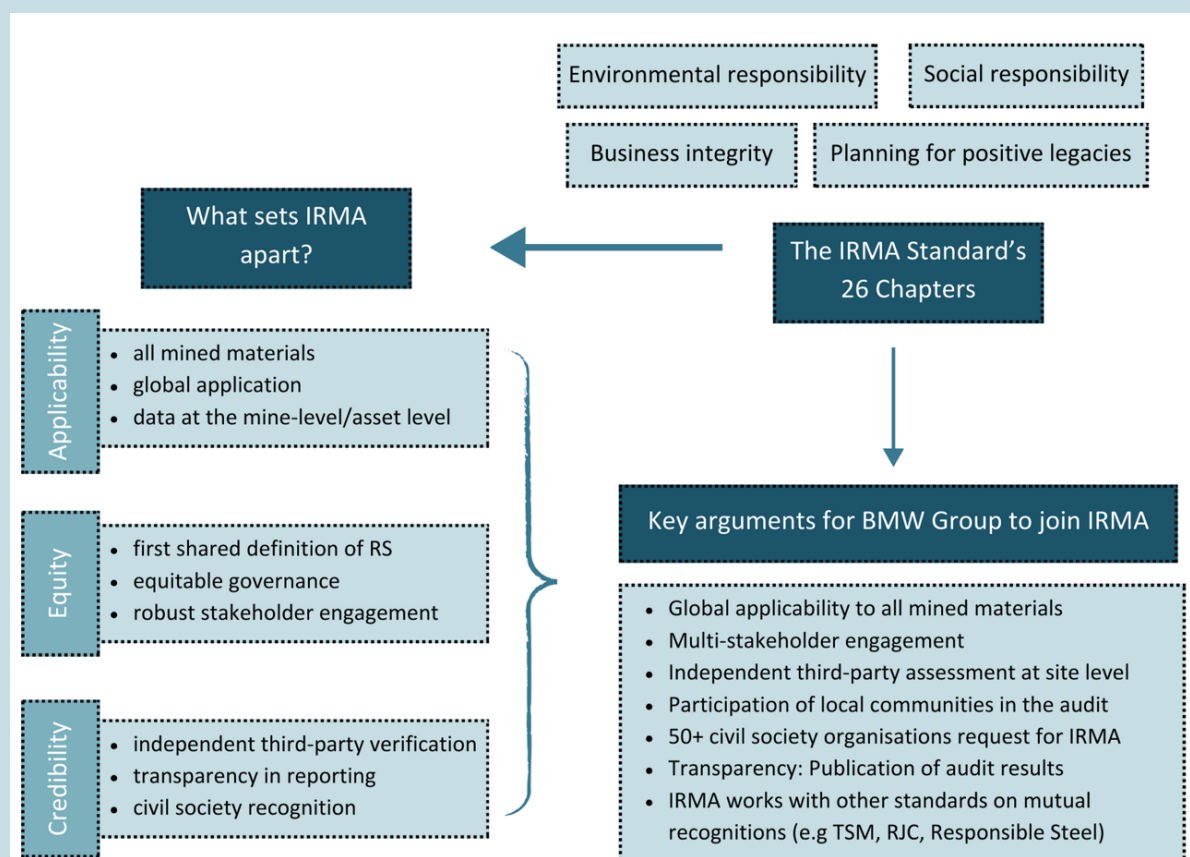 Environmental responsibility
Social responsibility
Business integrity
Planning for positive legacies
What sets IRMA
apart?
The IRMA Standard's
26 Chapters
Applicability
• all mined materials
• global application
• data at the mine-level/asset level
Equity
• first shared definition of RS
• equitable governance
• robust stakeholder engagement
Credibility
• independent third-party verification
• transparency in reporting
• civil society recognition
Key arguments for BMW Group to join IRMA
• Global applicability to all mined materials
• Multi-stakeholder engagement
• Independent third-party assessment at site level
• Participation of local communities in the audit
• 50+ civil society organisations request for IRMA
• Transparency: Publication of audit results
• IRMA works with other standards on mutual
recognitions (e.g TSM, RJC, Responsible Steel)